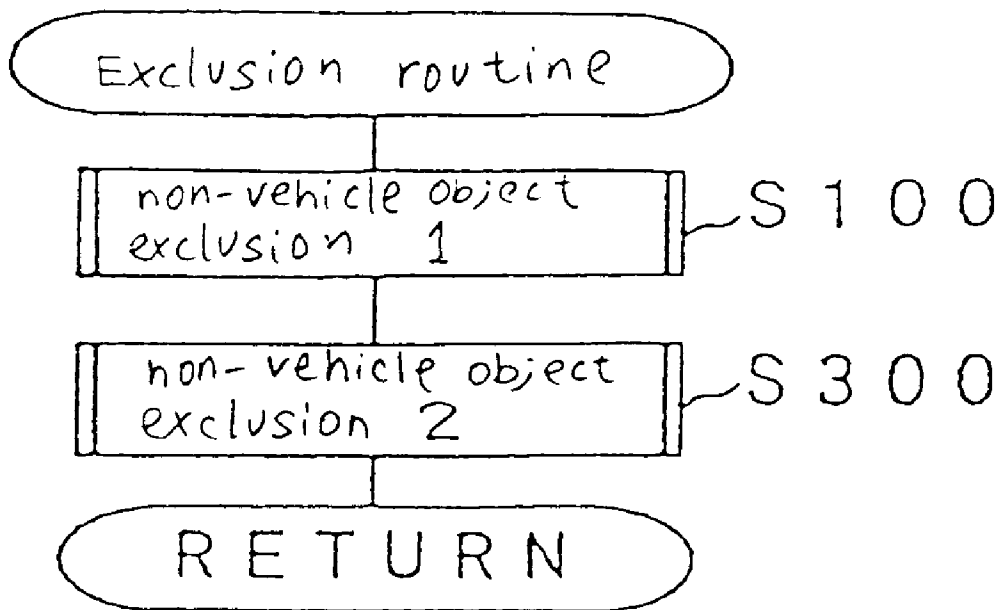 Exclusion routine
non-vehicle object
exclusion 1
S100
non-vehicle object
exclusion 2
S300
RETURN